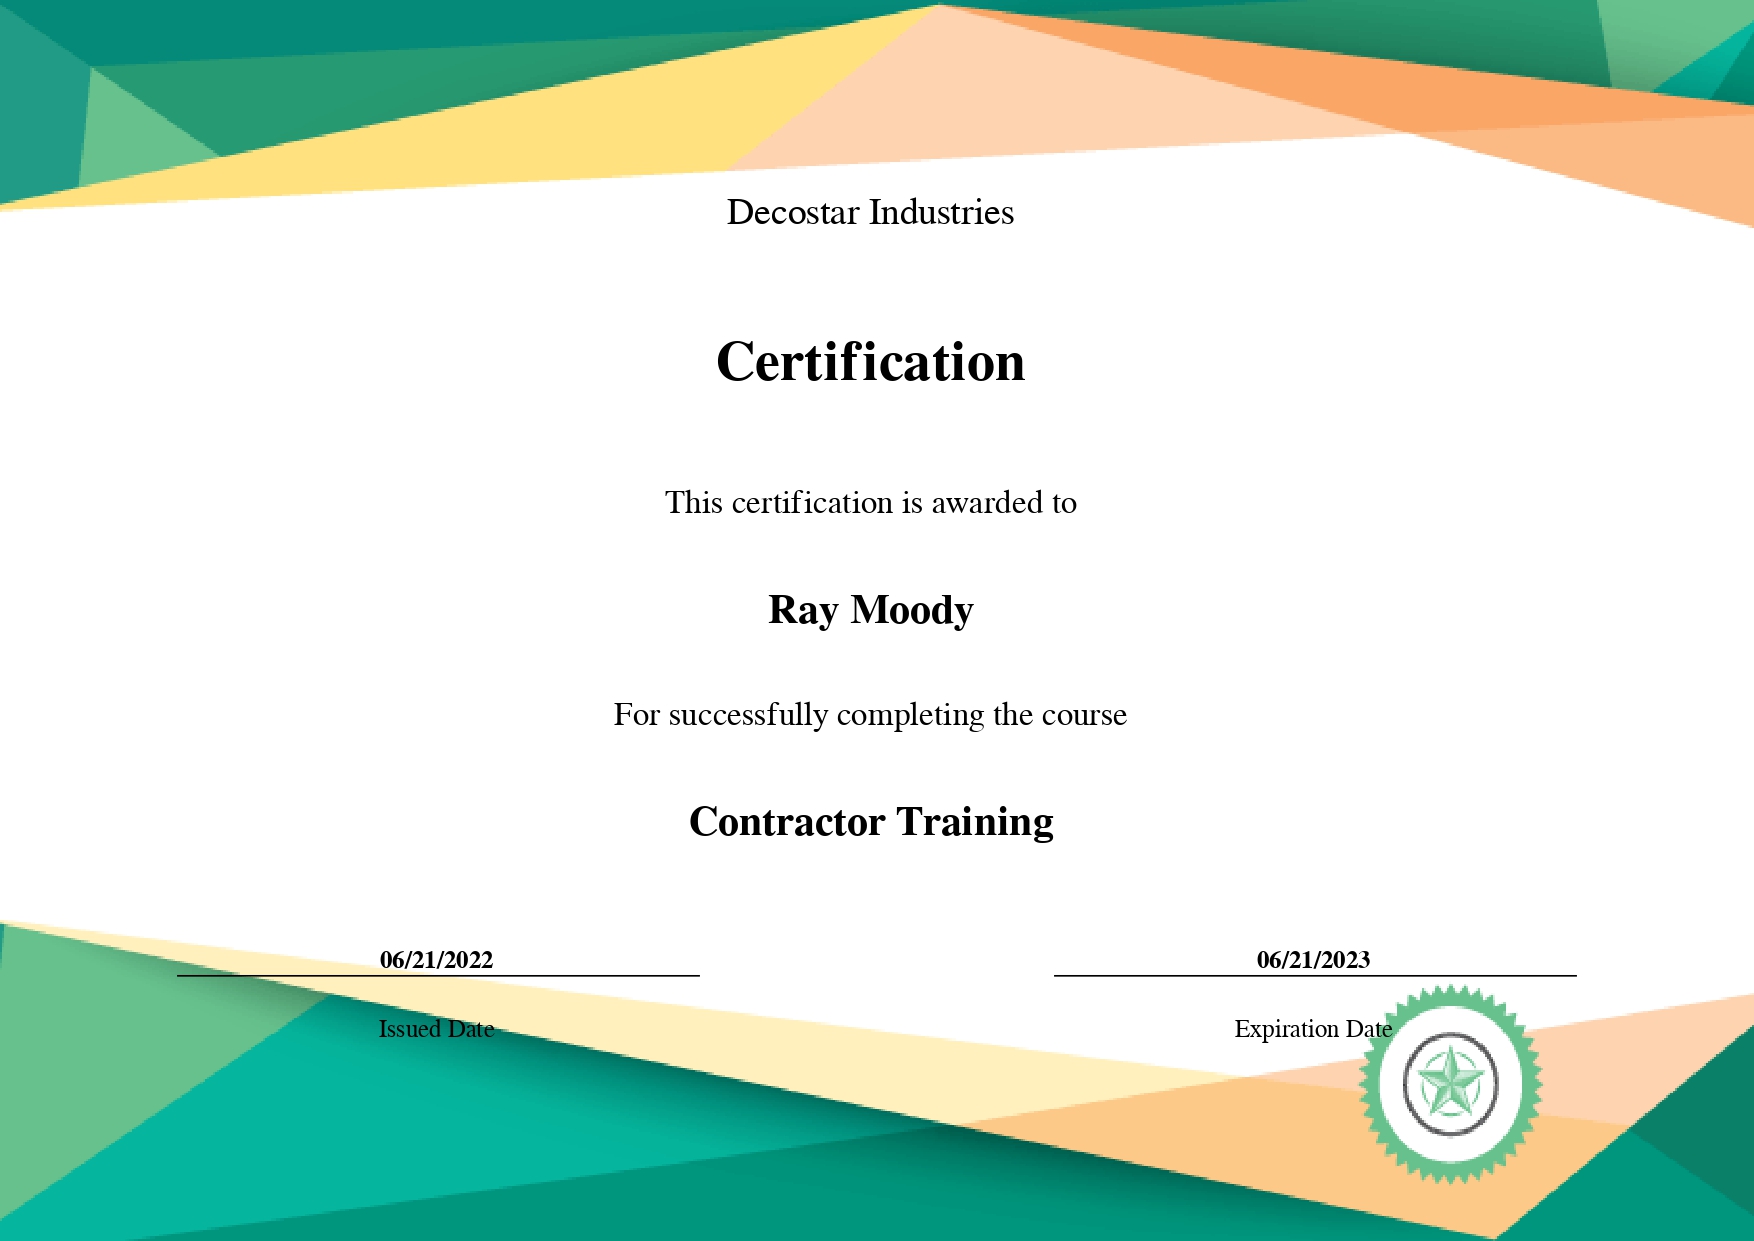 Decostar Industries
Certification
This certification is awarded to
Ray Moody
For successfully completing the course
Contractor Training
06/21/2022
06/21/2023
Issued Date
Expiration Date